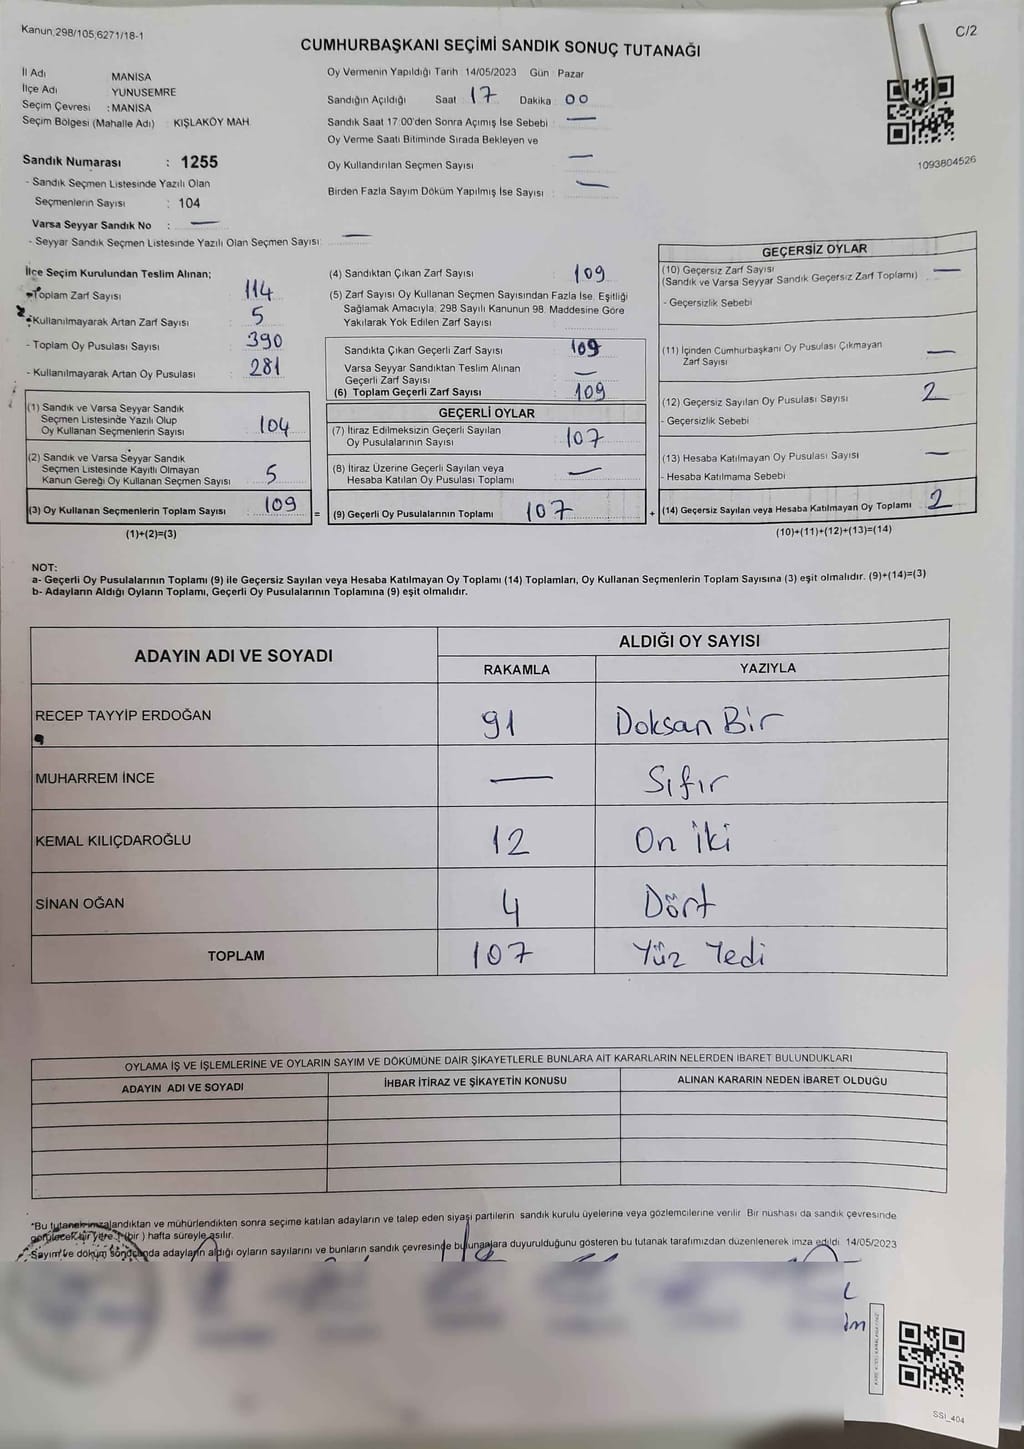 Kanun,298/105,6271/18-1
C/2
CUMHURBAŞKANI SEÇİMİ SANDIK SONUÇ TUTANAĞI
İl Adı MANİSA
İlçe Adı YUNUSEMRE
Seçim Çevresi : MANİSA
Seçim Bölgesi (Mahalle Adı) : KIŞLAKÖY MAH
Sandık Numarası : 1255
- Sandık Seçmen Listesinde Yazılı Olan
Seçmenlerin Sayısı : 104
Varsa Seyyar Sandık No : —
- Seyyar Sandık Seçmen Listesinde Yazılı Olan Seçmen Sayısı: —
Oy Vermenin Yapıldığı Tarih 14/05/2023 Gün : Pazar
Sandığın Açıldığı Saat 17 Dakika 00
Sandık Saat 17:00'den Sonra Açımış İse Sebebi : —
Oy Verme Saati Bitiminde Sırada Bekleyen ve
Oy Kullandırılan Seçmen Sayısı —
Birden Fazla Sayım Döküm Yapılmış İse Sayısı : —
1093804526
İlçe Seçim Kurulundan Teslim Alınan;
- Toplam Zarf Sayısı 114
- Kullanılmayarak Artan Zarf Sayısı 5
- Toplam Oy Pusulası Sayısı 390
- Kullanılmayarak Artan Oy Pusulası 281
(1) Sandık ve Varsa Seyyar Sandık
Seçmen Listesinde Yazılı Olup
Oy Kullanan Seçmenlerin Sayısı 104
(2) Sandık ve Varsa Seyyar Sandık
Seçmen Listesinde Kayıtlı Olmayan
Kanun Gereği Oy Kullanan Seçmen Sayısı 5
(3) Oy Kullanan Seçmenlerin Toplam Sayısı 109
(1)+(2)=(3)
(4) Sandıktan Çıkan Zarf Sayısı 109
(5) Zarf Sayısı Oy Kullanan Seçmen Sayısından Fazla İse, Eşitliği
Sağlamak Amacıyla, 298 Sayılı Kanunun 98. Maddesine Göre
Yakılarak Yok Edilen Zarf Sayısı
Sandıkta Çıkan Geçerli Zarf Sayısı 109
Varsa Seyyar Sandıktan Teslim Alınan
Geçerli Zarf Sayısı —
(6) Toplam Geçerli Zarf Sayısı 109
GEÇERLİ OYLAR
(7) İtiraz Edilmeksizin Geçerli Sayılan
Oy Pusulalarının Sayısı 107
(8) İtiraz Üzerine Geçerli Sayılan veya
Hesaba Katılan Oy Pusulası Toplamı —
= (9) Geçerli Oy Pusulalarının Toplamı 107
GEÇERSİZ OYLAR
(10) Geçersiz Zarf Sayısı —
(Sandık ve Varsa Seyyar Sandık Geçersiz Zarf Toplamı)
- Geçersizlik Sebebi
(11) İçinden Cumhurbaşkanı Oy Pusulası Çıkmayan
Zarf Sayısı —
(12) Geçersiz Sayılan Oy Pusulası Sayısı 2
- Geçersizlik Sebebi
(13) Hesaba Katılmayan Oy Pusulası Sayısı —
- Hesaba Katılmama Sebebi
+ (14) Geçersiz Sayılan veya Hesaba Katılmayan Oy Toplamı 2
(10)+(11)+(12)+(13)=(14)
NOT:
a- Geçerli Oy Pusulalarının Toplamı (9) ile Geçersiz Sayılan veya Hesaba Katılmayan Oy Toplamı (14) Toplamları, Oy Kullanan Seçmenlerin Toplam Sayısına (3) eşit olmalıdır. (9)+(14)=(3)
b- Adayların Aldığı Oyların Toplamı, Geçerli Oy Pusulalarının Toplamına (9) eşit olmalıdır.
ADAYIN ADI VE SOYADI
ALDIĞI OY SAYISI
RAKAMLA YAZIYLA
RECEP TAYYİP ERDOĞAN 91 Doksan Bir
MUHARREM İNCE — Sıfır
KEMAL KILIÇDAROĞLU 12 On İki
SİNAN OĞAN 4 Dört
TOPLAM 107 Yüz Yedi
OYLAMA İŞ VE İŞLEMLERİNE VE OYLARIN SAYIM VE DÖKÜMÜNE DAİR ŞİKAYETLERLE BUNLARA AİT KARARLARIN NELERDEN İBARET BULUNDUKLARI
ADAYIN ADI VE SOYADI İHBAR İTİRAZ VE ŞİKAYETİN KONUSU ALINAN KARARIN NEDEN İBARET OLDUĞU
*Bu tutanak imzalandıktan ve mühürlendikten sonra seçime katılan adayların ve talep eden siyaşi partilerin sandık kurulu üyelerine veya gözlemcilerine verilir. Bir nüshası da sandık çevresinde
görülecek bir yere 1 (bir) hafta süreyle asılır.
-Sayım ve döküm sonucunda adayların aldığı oyların sayılarını ve bunların sandık çevresinde bulunanlara duyurulduğunu gösteren bu tutanak tarafımızdan düzenlenerek imza edildi 14/05/2023
SSI_404